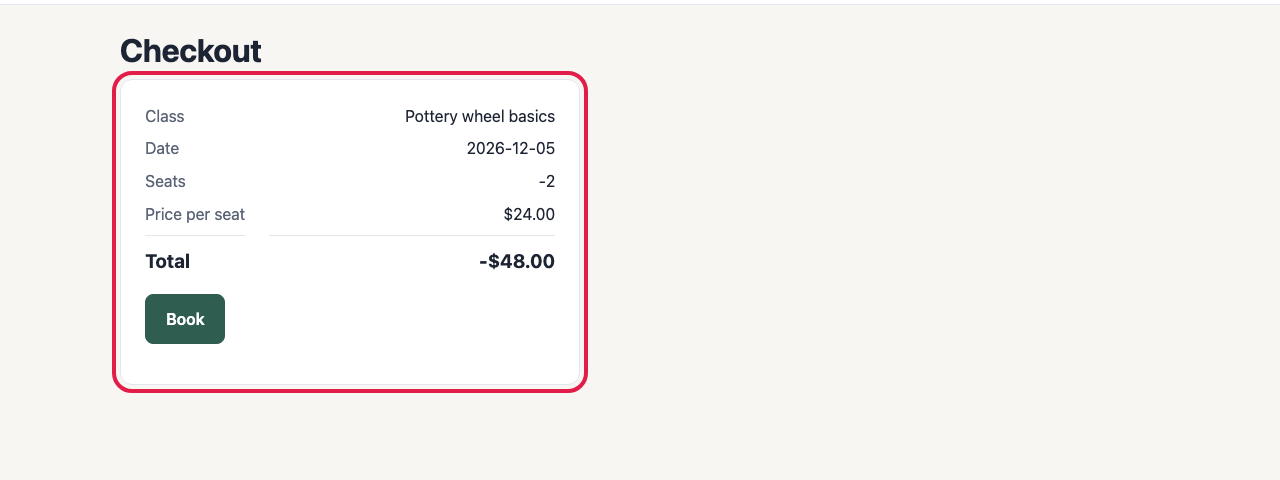 Checkout
Class Pottery wheel basics
Date 2026-12-05
Seats -2
Price per seat $24.00
Total -$48.00
Book